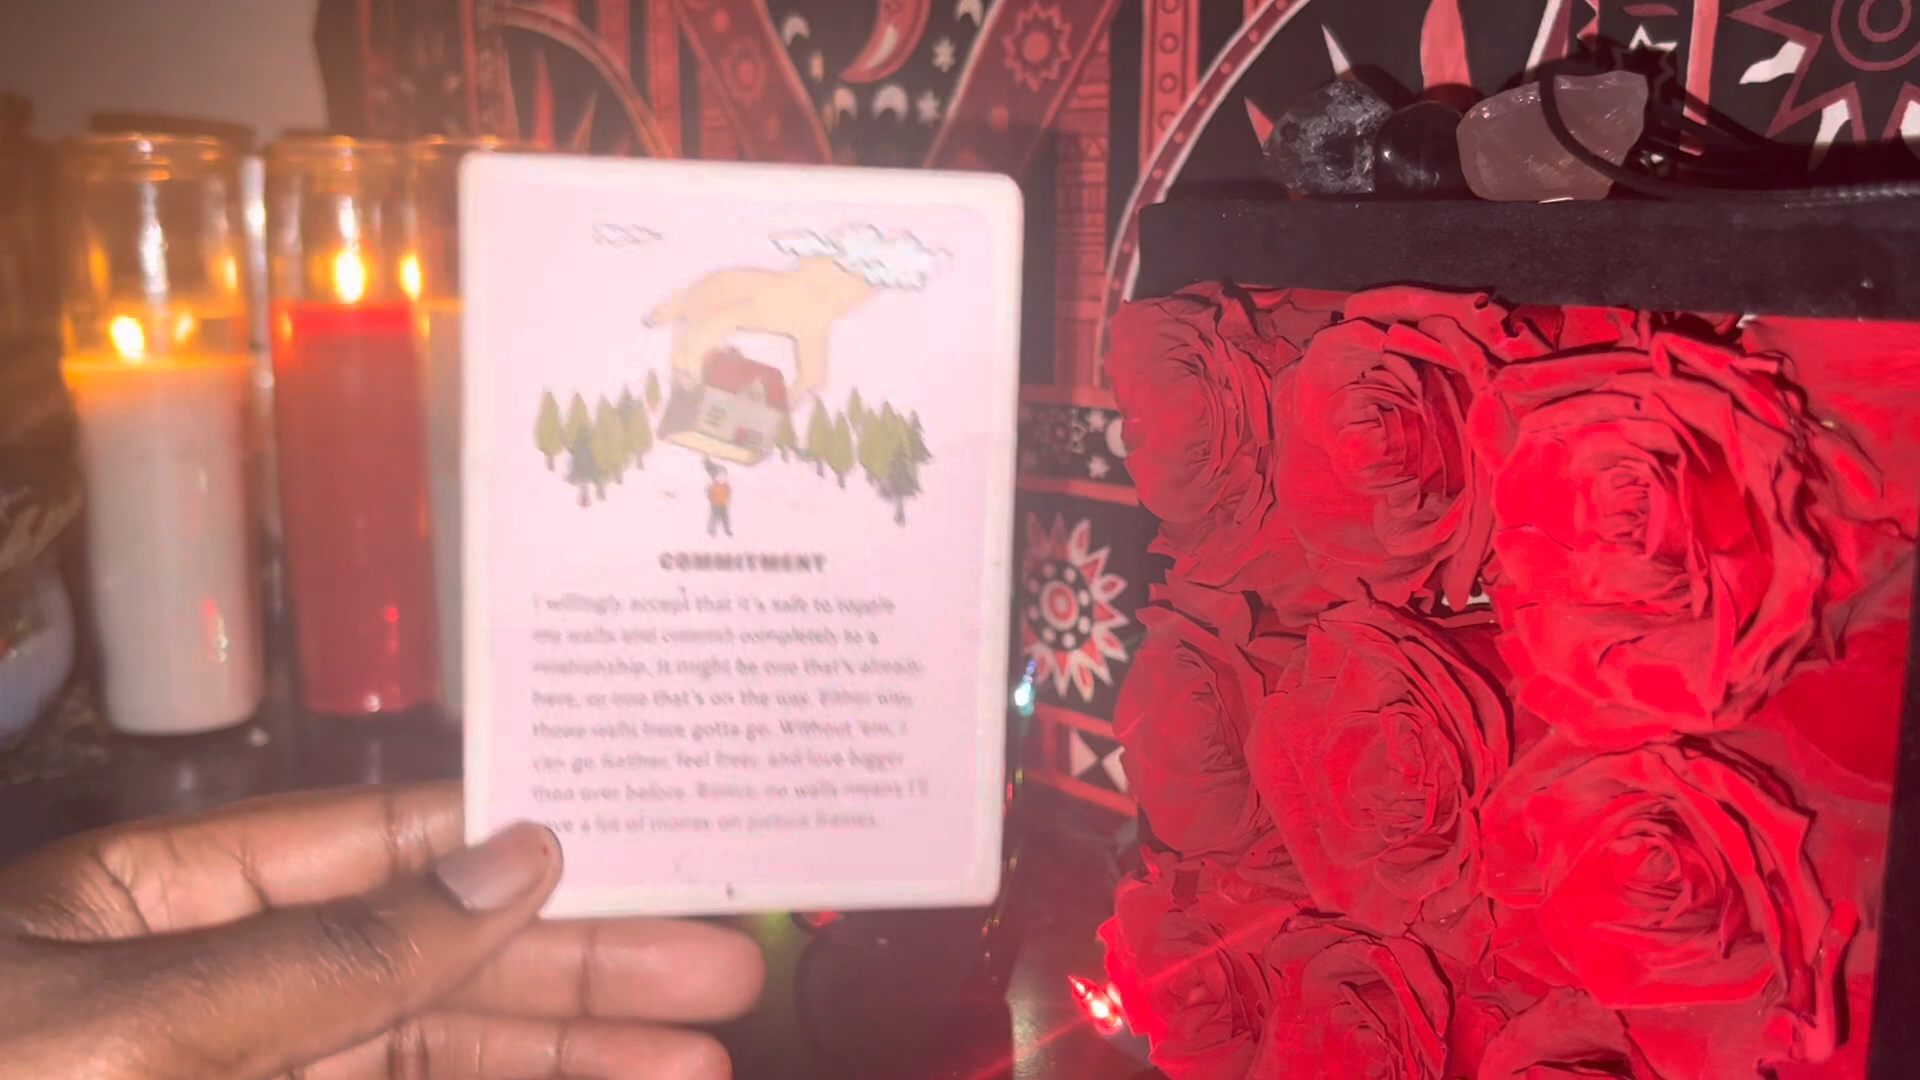 COMMITMENT
I willingly accept that it's safe to topple
my walls and commit completely to a
relationship. It might be one that's already
here, or one that's on the way. Either way,
these walls have gotta go. Without 'em, I
can go further, feel freer, and love bigger
than ever before. Bonus: no walls means I'll
save a lot of money on picture frames.